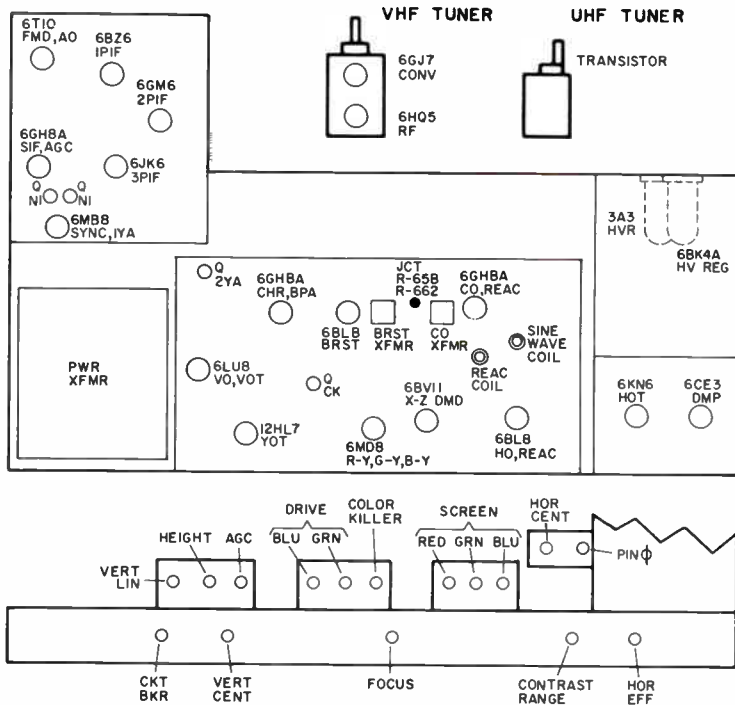 VHF TUNER
UHF TUNER
6T10
FMD,AO
6BZ6
1PIF
6GM6
2PIF
6GH8A
SIF,AGC
6JK6
3PIF
Q
NI
Q
NI
6MB8
SYNC,1YA
6GJ7
CONV
6HQ5
RF
TRANSISTOR
3A3
HVR
6BK4A
HV REG
PWR
XFMR
Q
2YA
6GH8A
CHR,BPA
6BL8
BRST
BRST
XFMR
JCT
R-65B
R-662
CO
XFMR
6GH8A
CO,REAC
SINE
WAVE
COIL
REAC
COIL
6LU8
VO,VOT
Q
CK
6BV11
X-Z DMD
12HL7
YOT
6MD8
R-Y,G-Y,B-Y
6BL8
HO,REAC
6KN6
HOT
6CE3
DMP
VERT
LIN
HEIGHT
AGC
DRIVE
BLU GRN
COLOR
KILLER
SCREEN
RED GRN BLU
HOR
CENT
PIN ϕ
CKT
BKR
VERT
CENT
FOCUS
CONTRAST
RANGE
HOR
EFF